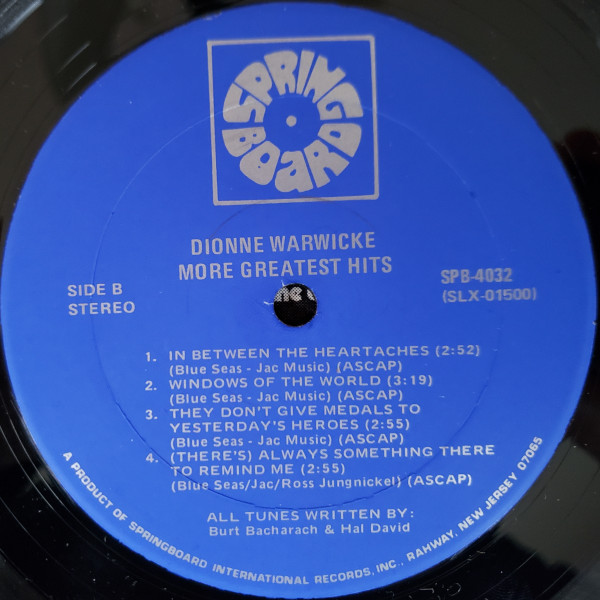 SPRING
BOARD
DIONNE WARWICKE
MORE GREATEST HITS
SIDE B
STEREO
SPB-4032
(SLX-01500)
1. IN BETWEEN THE HEARTACHES (2:52)
(Blue Seas - Jac Music) (ASCAP)
2. WINDOWS OF THE WORLD (3:19)
(Blue Seas - Jac Music) (ASCAP)
3. THEY DON'T GIVE MEDALS TO
YESTERDAY'S HEROES (2:55)
(Blue Seas - Jac Music) (ASCAP)
4. (THERE'S) ALWAYS SOMETHING THERE
TO REMIND ME (2:55)
(Blue Seas/Jac/Ross Jungnickel) (ASCAP)
ALL TUNES WRITTEN BY:
Burt Bacharach & Hal David
A PRODUCT OF SPRINGBOARD INTERNATIONAL RECORDS, INC., RAHWAY, NEW JERSEY 07065